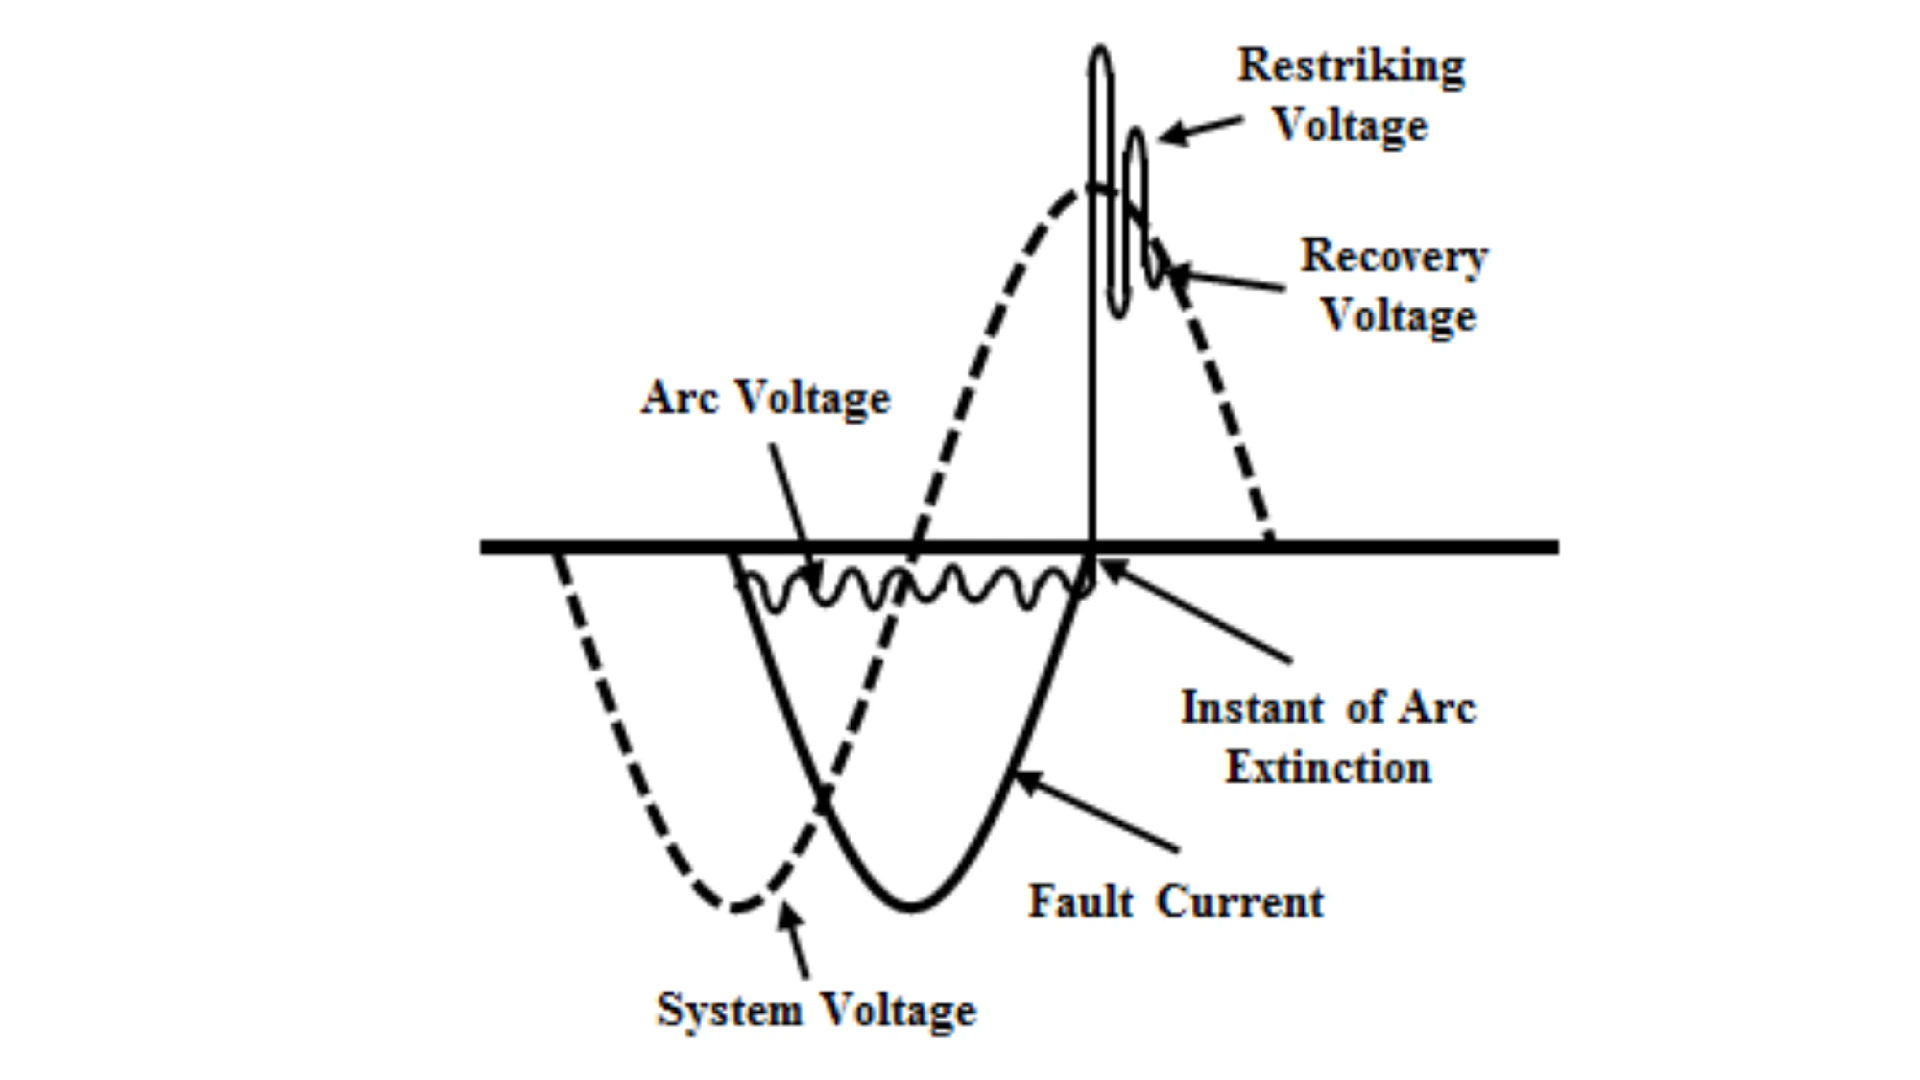 Restriking
Voltage
Recovery
Voltage
Arc Voltage
Instant of Arc
Extinction
Fault Current
System Voltage